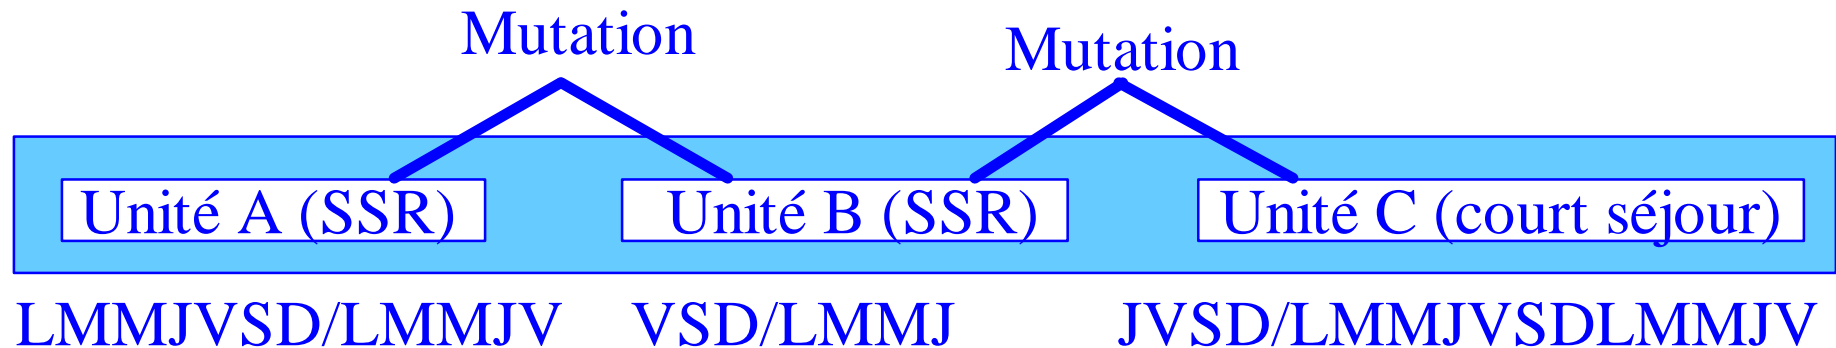 Mutation
Mutation
Unité A (SSR)
Unité B (SSR)
Unité C (court séjour)
LMMJVSD/LMMJV
VSD/LMMJ
JVSD/LMMJVSDLMMJV